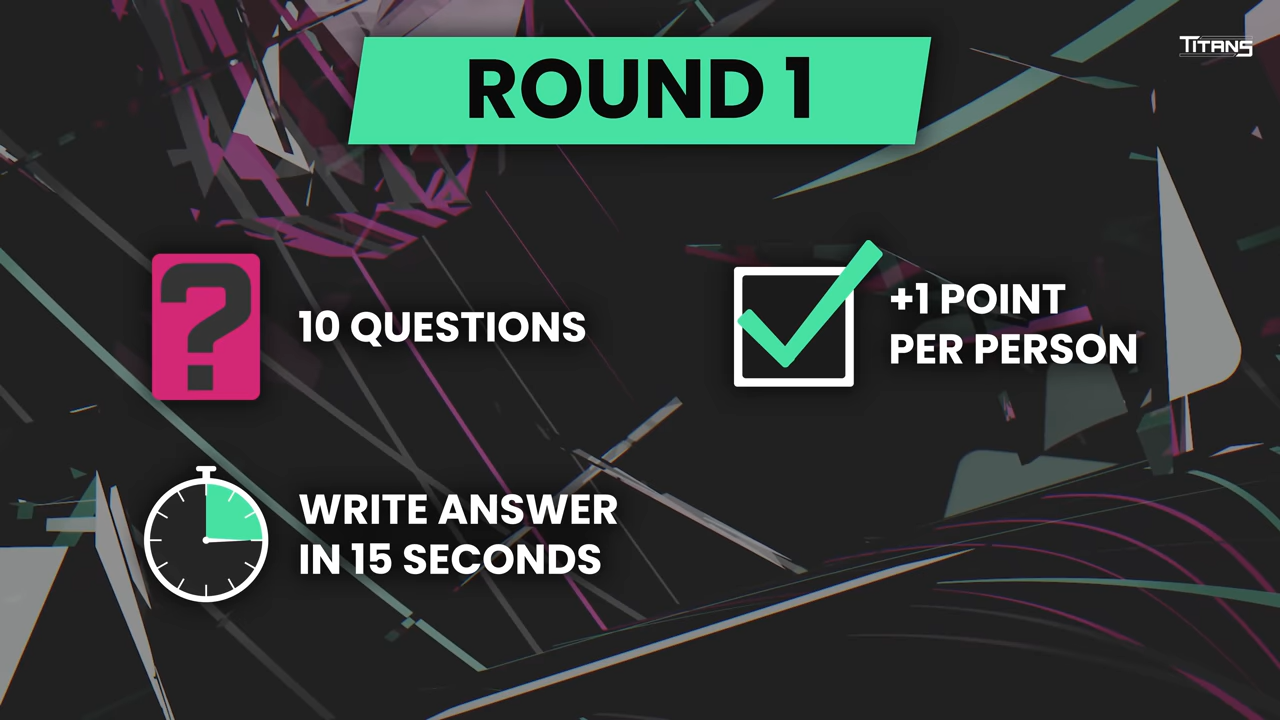 ROUND 1
TITANS
10 QUESTIONS
+1 POINT
PER PERSON
WRITE ANSWER
IN 15 SECONDS